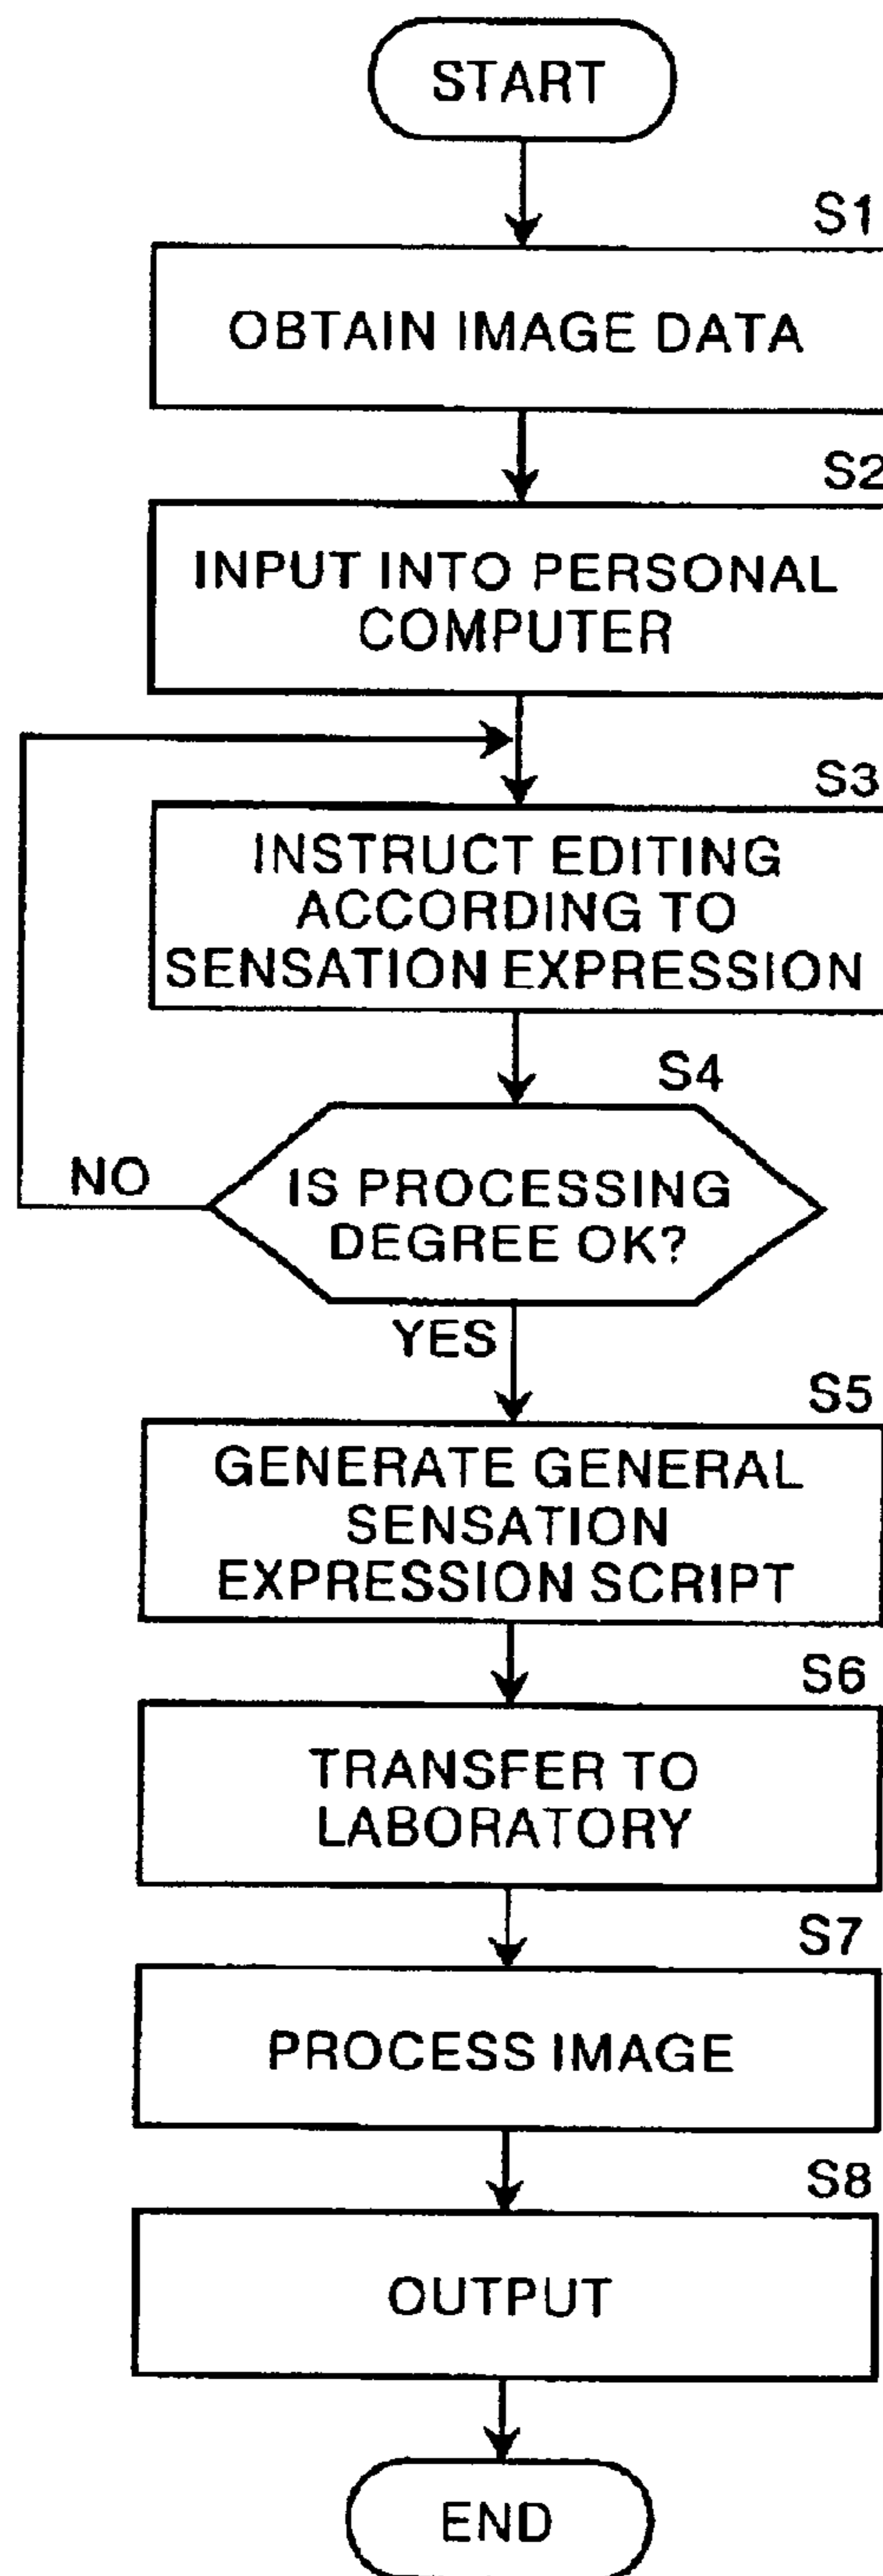 START
S1
OBTAIN IMAGE DATA
S2
INPUT INTO PERSONAL
COMPUTER
S3
INSTRUCT EDITING
ACCORDING TO
SENSATION EXPRESSION
S4
NO
IS PROCESSING
DEGREE OK?
YES
S5
GENERATE GENERAL
SENSATION
EXPRESSION SCRIPT
S6
TRANSFER TO
LABORATORY
S7
PROCESS IMAGE
S8
OUTPUT
END